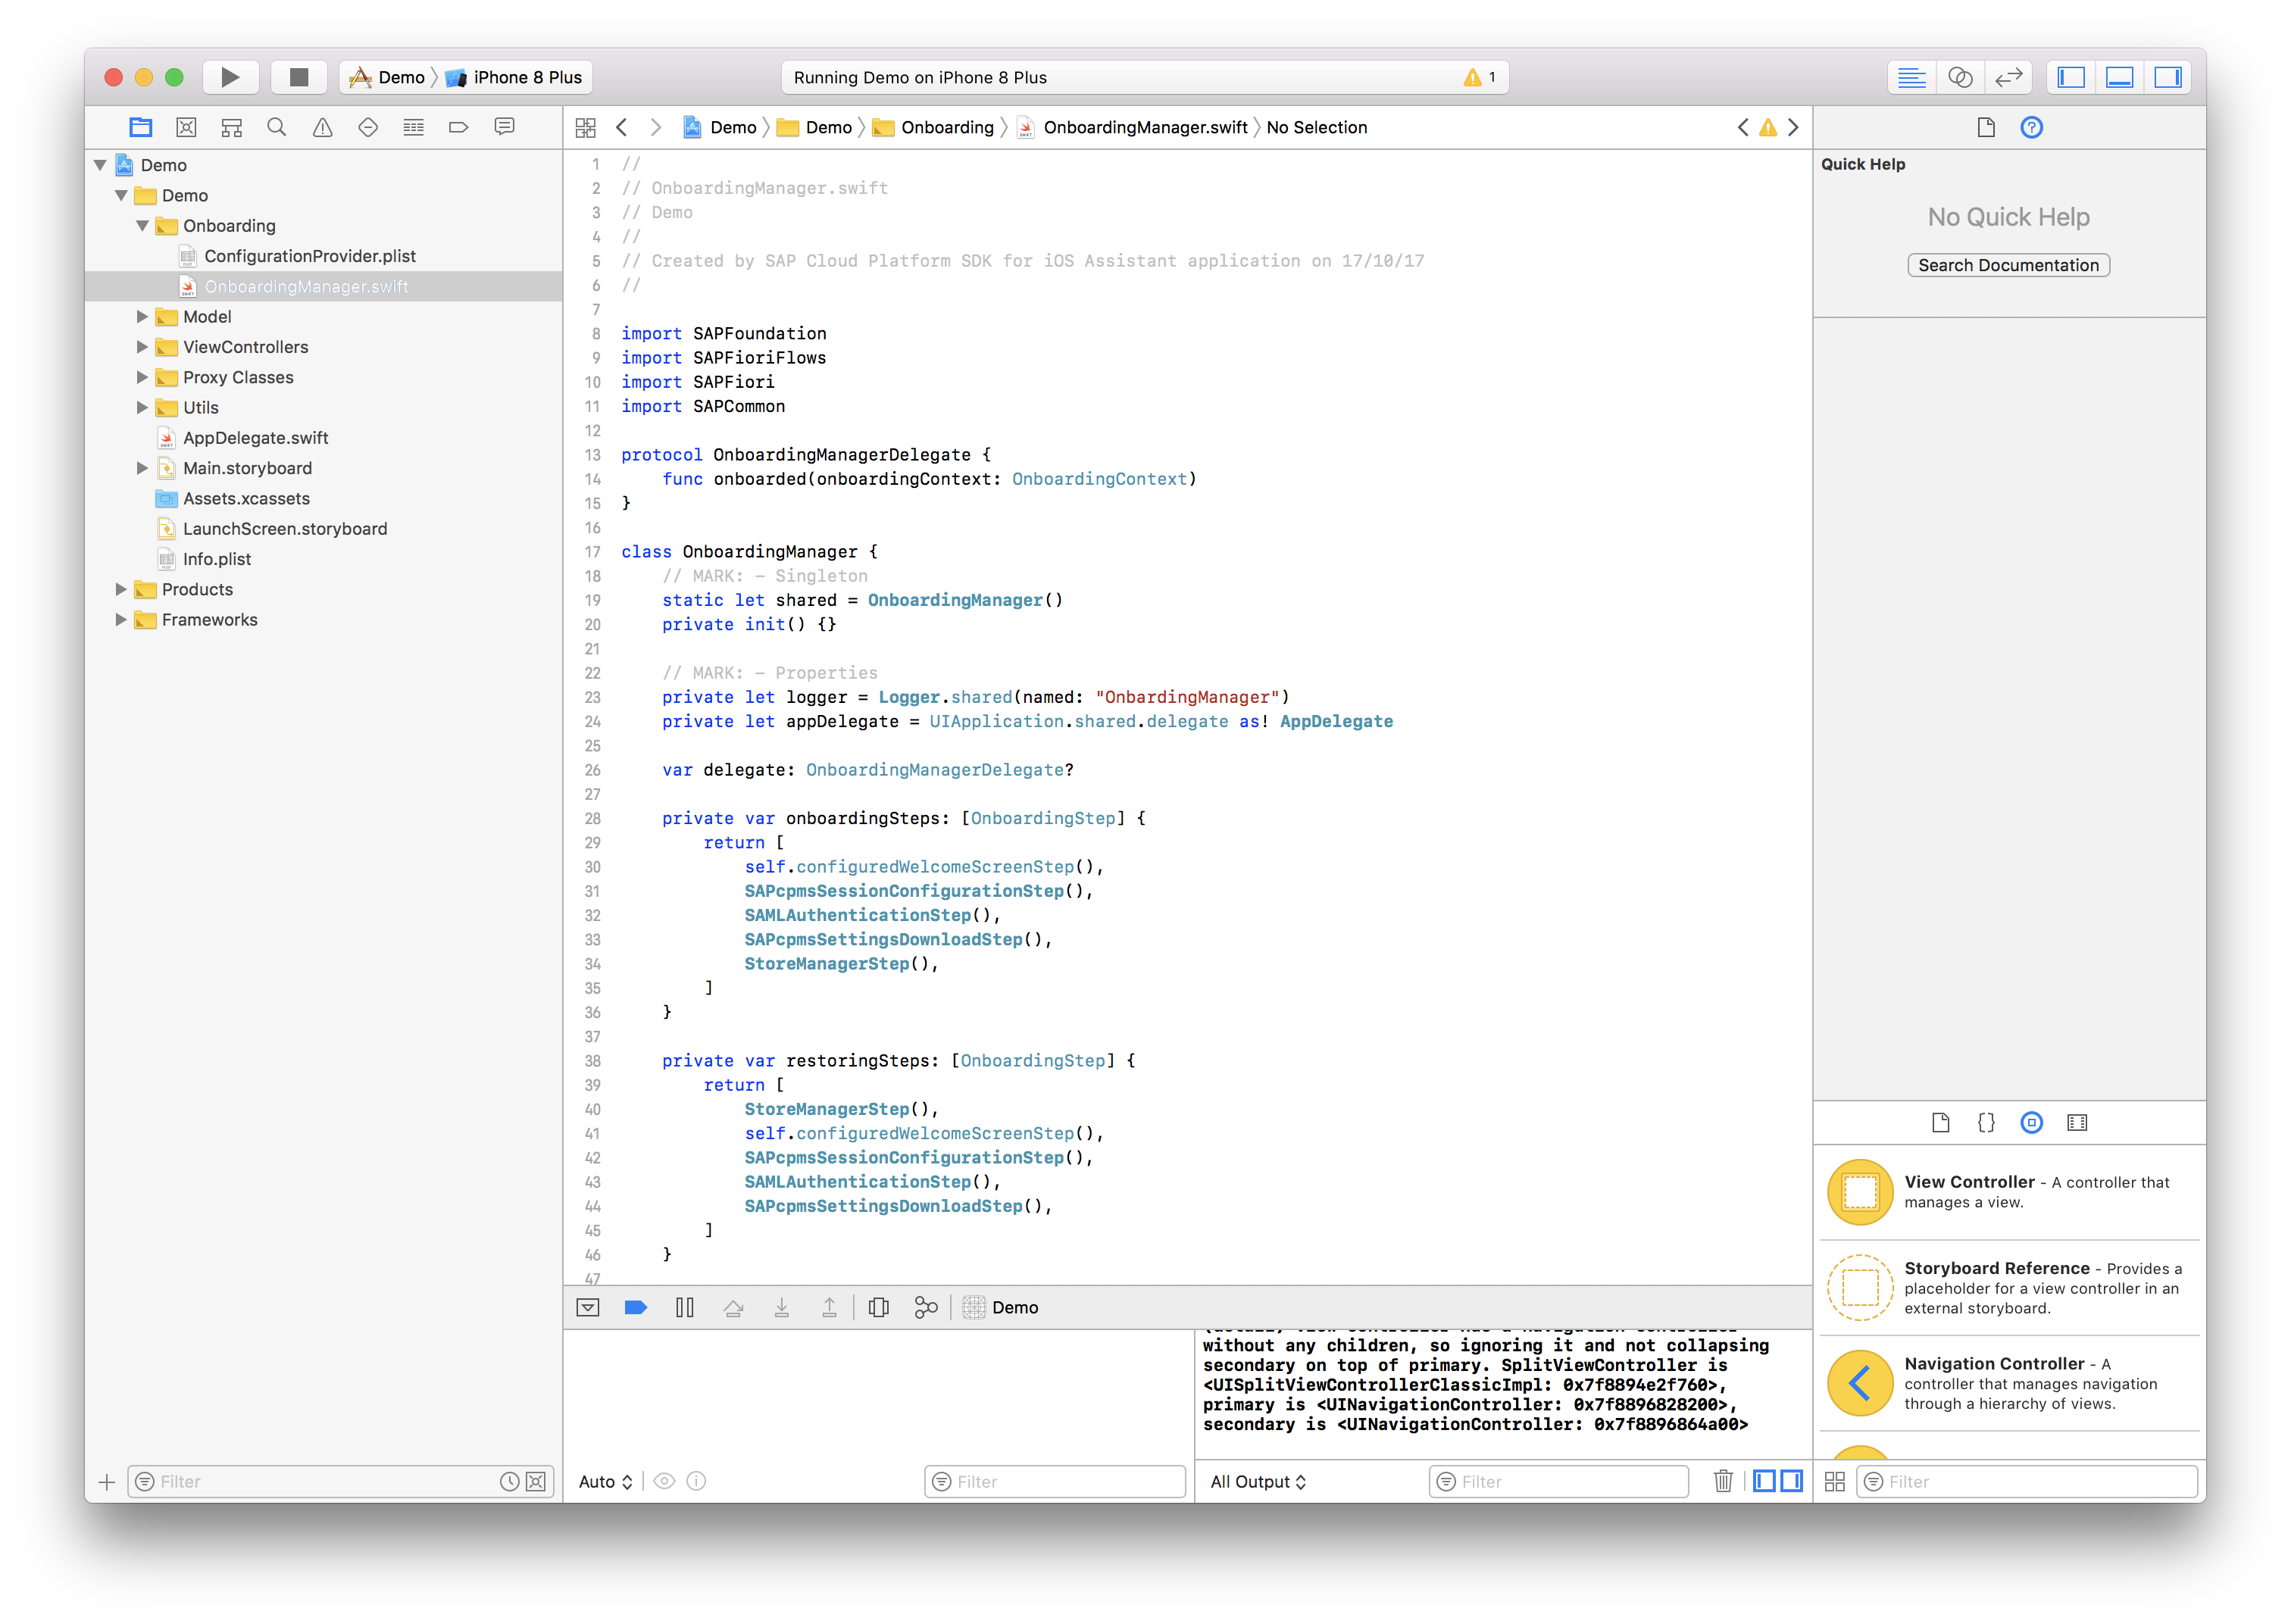 Demo 〉 iPhone 8 Plus
Running Demo on iPhone 8 Plus
1
Demo 〉 Demo 〉 Onboarding 〉 OnboardingManager.swift 〉 No Selection
Demo
Demo
Onboarding
ConfigurationProvider.plist
OnboardingManager.swift
Model
ViewControllers
Proxy Classes
Utils
AppDelegate.swift
Main.storyboard
Assets.xcassets
LaunchScreen.storyboard
Info.plist
Products
Frameworks
Filter
1 //
2 // OnboardingManager.swift
3 // Demo
4 //
5 // Created by SAP Cloud Platform SDK for iOS Assistant application on 17/10/17
6 //
7
8 import SAPFoundation
9 import SAPFioriFlows
10 import SAPFiori
11 import SAPCommon
12
13 protocol OnboardingManagerDelegate {
14     func onboarded(onboardingContext: OnboardingContext)
15 }
16
17 class OnboardingManager {
18     // MARK: – Singleton
19     static let shared = OnboardingManager()
20     private init() {}
21
22     // MARK: – Properties
23     private let logger = Logger.shared(named: "OnbardingManager")
24     private let appDelegate = UIApplication.shared.delegate as! AppDelegate
25
26     var delegate: OnboardingManagerDelegate?
27
28     private var onboardingSteps: [OnboardingStep] {
29         return [
30             self.configuredWelcomeScreenStep(),
31             SAPcpmsSessionConfigurationStep(),
32             SAMLAuthenticationStep(),
33             SAPcpmsSettingsDownloadStep(),
34             StoreManagerStep(),
35         ]
36     }
37
38     private var restoringSteps: [OnboardingStep] {
39         return [
40             StoreManagerStep(),
41             self.configuredWelcomeScreenStep(),
42             SAPcpmsSessionConfigurationStep(),
43             SAMLAuthenticationStep(),
44             SAPcpmsSettingsDownloadStep(),
45         ]
46     }
47
Demo
Auto
Filter
without any children, so ignoring it and not collapsing
secondary on top of primary. SplitViewController is
<UISplitViewControllerClassicImpl: 0x7f8894e2f760>,
primary is <UINavigationController: 0x7f8896828200>,
secondary is <UINavigationController: 0x7f8896864a00>
All Output
Filter
Quick Help
No Quick Help
Search Documentation
{}
View Controller - A controller that
manages a view.
Storyboard Reference - Provides a
placeholder for a view controller in an
external storyboard.
Navigation Controller - A
controller that manages navigation
through a hierarchy of views.
Filter